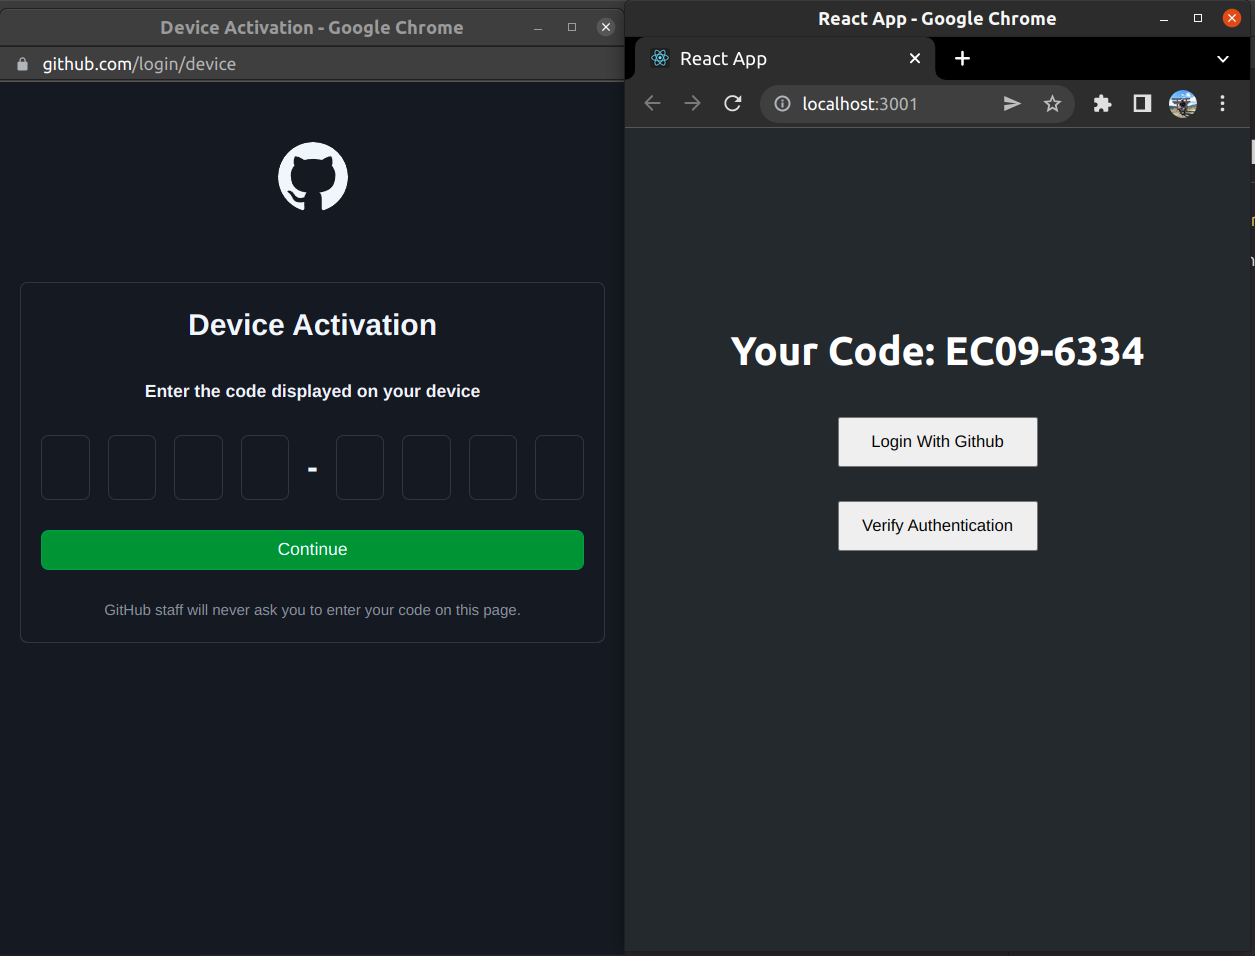 Device Activation - Google Chrome
github.com/login/device
Device Activation
Enter the code displayed on your device
-
Continue
GitHub staff will never ask you to enter your code on this page.
React App - Google Chrome
React App
localhost:3001
Your Code: EC09-6334
Login With Github
Verify Authentication